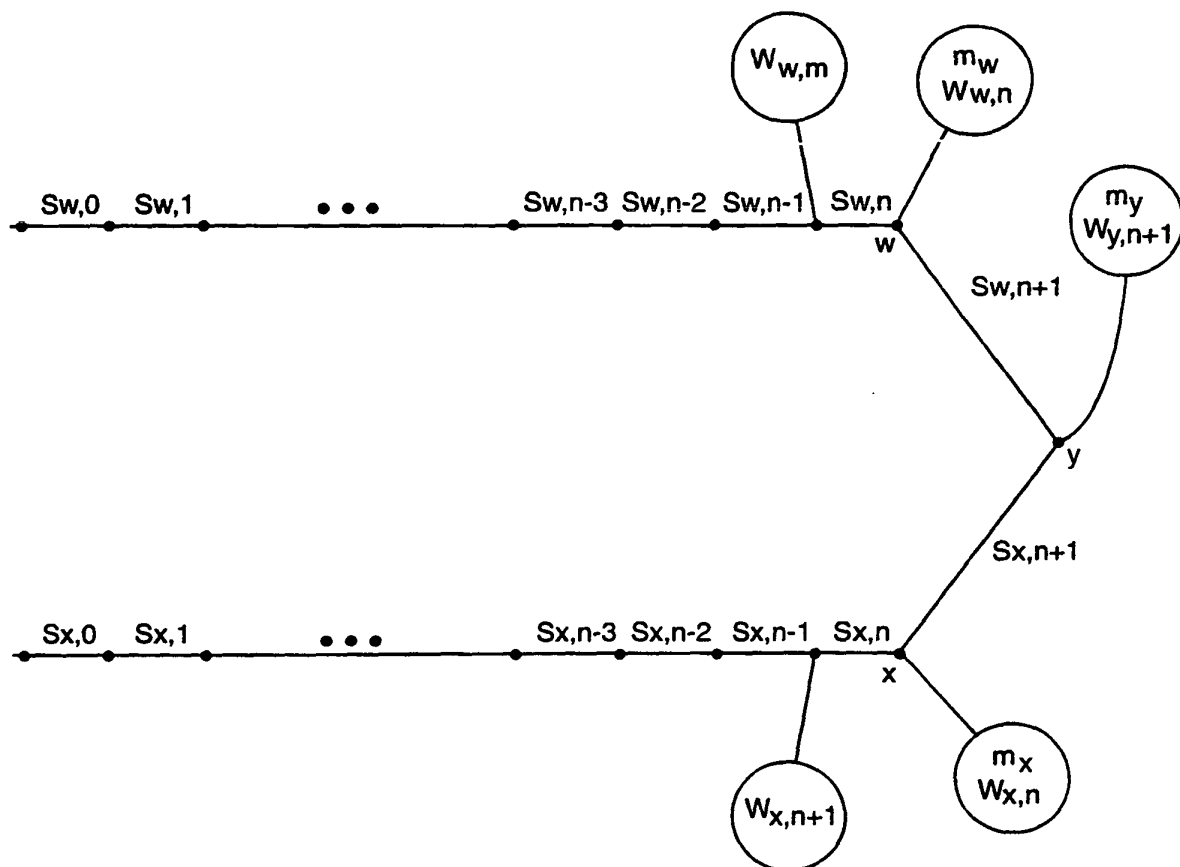 Ww,m
mw
Ww,n
Sw,0 Sw,1 ••• Sw,n-3 Sw,n-2 Sw,n-1 Sw,n
w
my
Wy,n+1
Sw,n+1
y
Sx,n+1
Sx,0 Sx,1 ••• Sx,n-3 Sx,n-2 Sx,n-1 Sx,n
x
mx
Wx,n
Wx,n+1